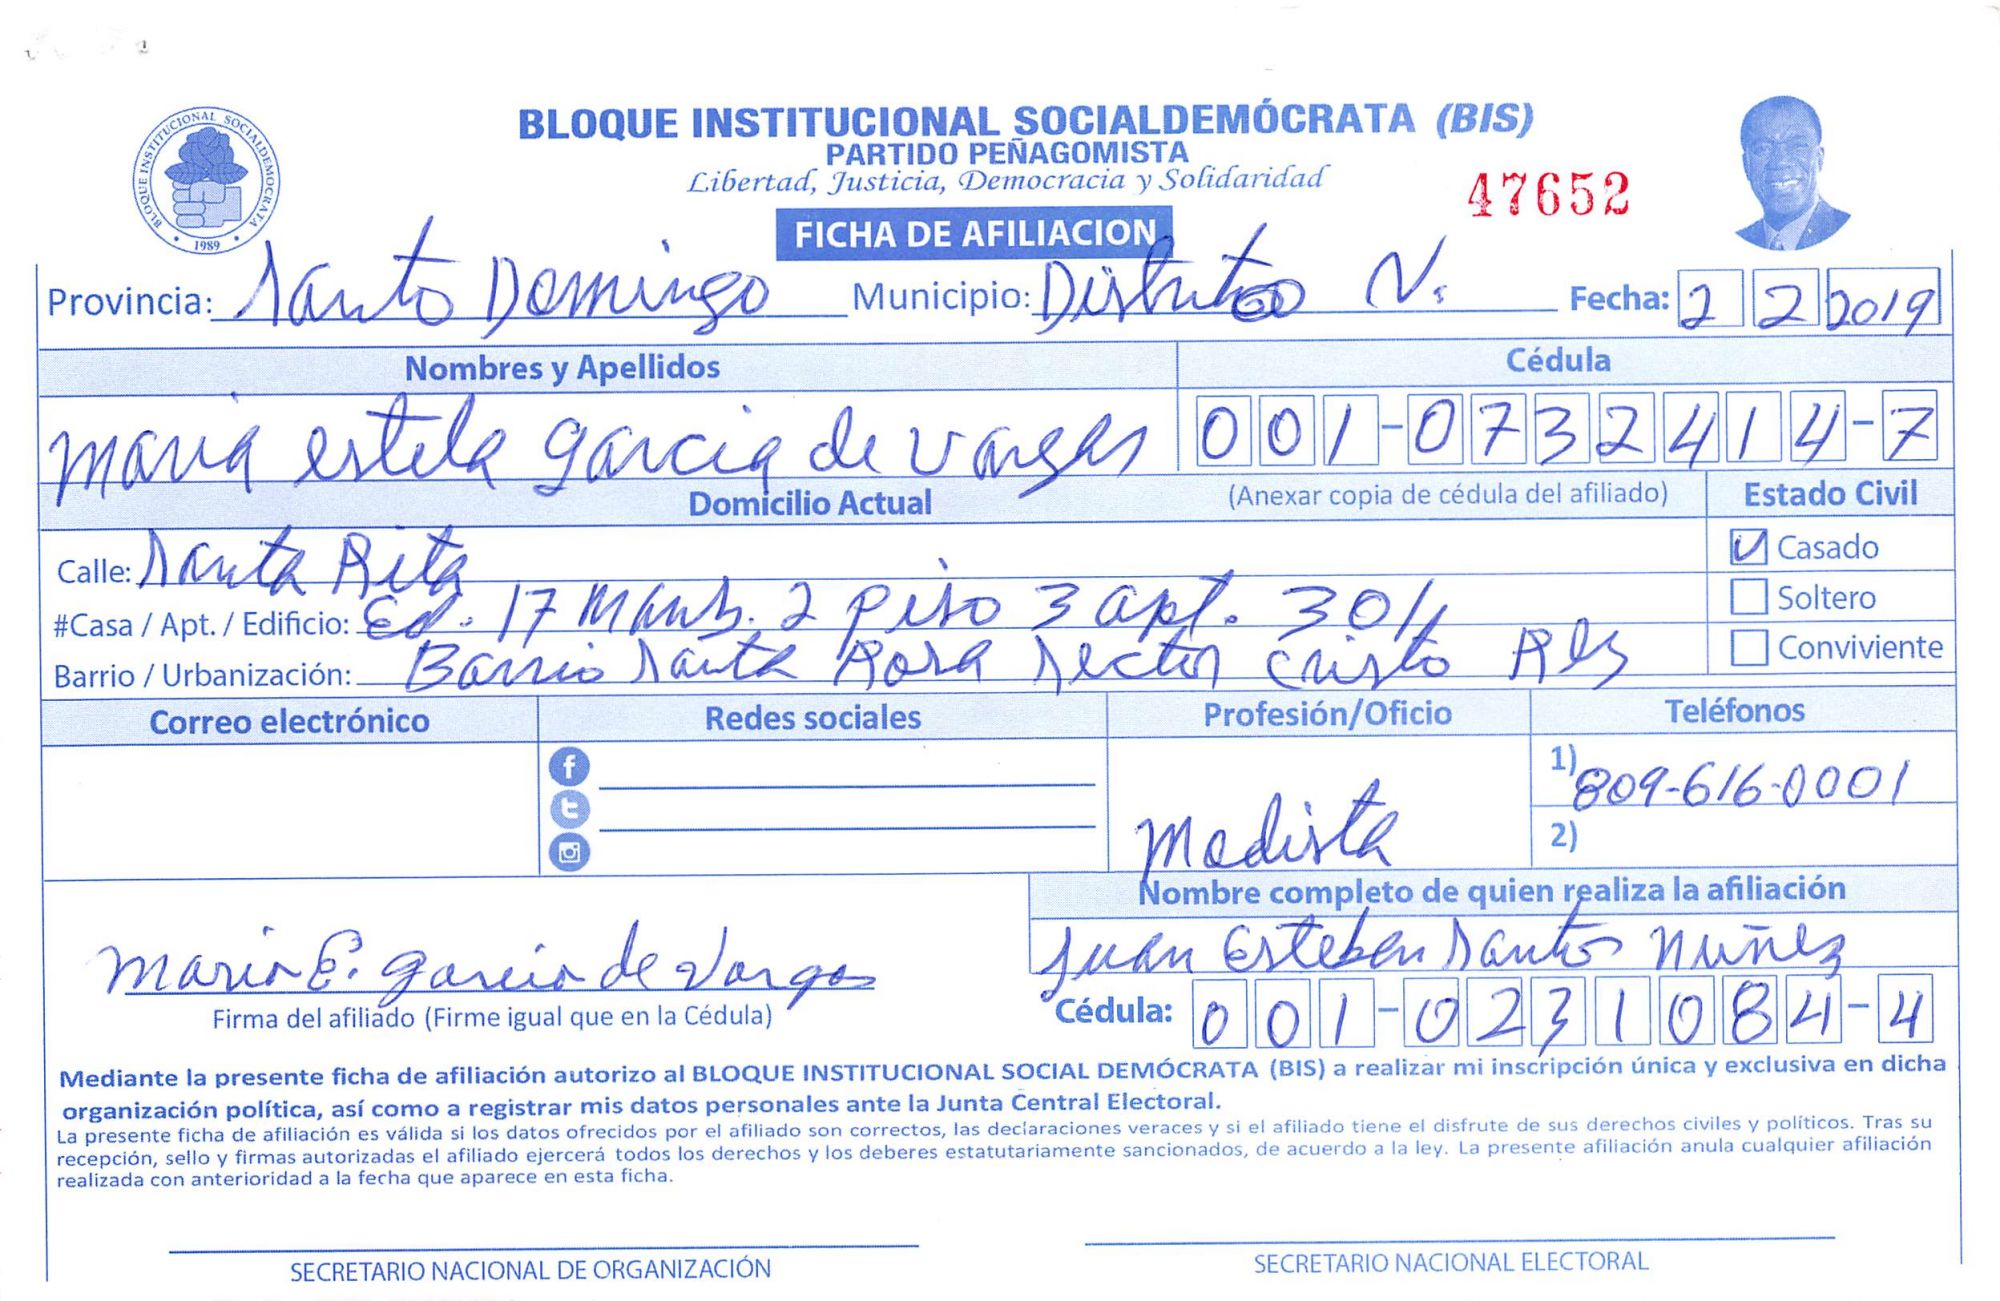 BLOQUE INSTITUCIONAL SOCIALDEMÓCRATA (BIS)
PARTIDO PEÑAGOMISTA
Libertad, Justicia, Democracia y Solidaridad
47652
BLOQUE INSTITUCIONAL SOCIALDEMOCRATA
1989
FICHA DE AFILIACION
Provincia: Santo Domingo Municipio: Distrito N. Fecha: 2 2 2019
Nombres y Apellidos Cédula
maria estela garcia de vargas 001-0732414-7
Domicilio Actual (Anexar copia de cédula del afiliado) Estado Civil
Calle: Santa Rita Casado
#Casa / Apt. / Edificio: Ed. 17 Manz. 2 piso 3 apt. 301 Soltero
Barrio / Urbanización: Barrio Santa Rosa Sector cristo Rey Conviviente
Correo electrónico Redes sociales Profesión/Oficio Teléfonos
1) 809-616-0001
modista 2)
Nombre completo de quien realiza la afiliación
maria E. garcia de Vargas Juan Esteban Santos Nuñez
Firma del afiliado (Firme igual que en la Cédula) Cédula: 001-0231084-4
Mediante la presente ficha de afiliación autorizo al BLOQUE INSTITUCIONAL SOCIAL DEMÓCRATA (BIS) a realizar mi inscripción única y exclusiva en dicha
organización política, así como a registrar mis datos personales ante la Junta Central Electoral.
La presente ficha de afiliación es válida si los datos ofrecidos por el afiliado son correctos, las declaraciones veraces y si el afiliado tiene el disfrute de sus derechos civiles y políticos. Tras su
recepción, sello y firmas autorizadas el afiliado ejercerá todos los derechos y los deberes estatutariamente sancionados, de acuerdo a la ley. La presente afiliación anula cualquier afiliación
realizada con anterioridad a la fecha que aparece en esta ficha.
SECRETARIO NACIONAL DE ORGANIZACIÓN SECRETARIO NACIONAL ELECTORAL